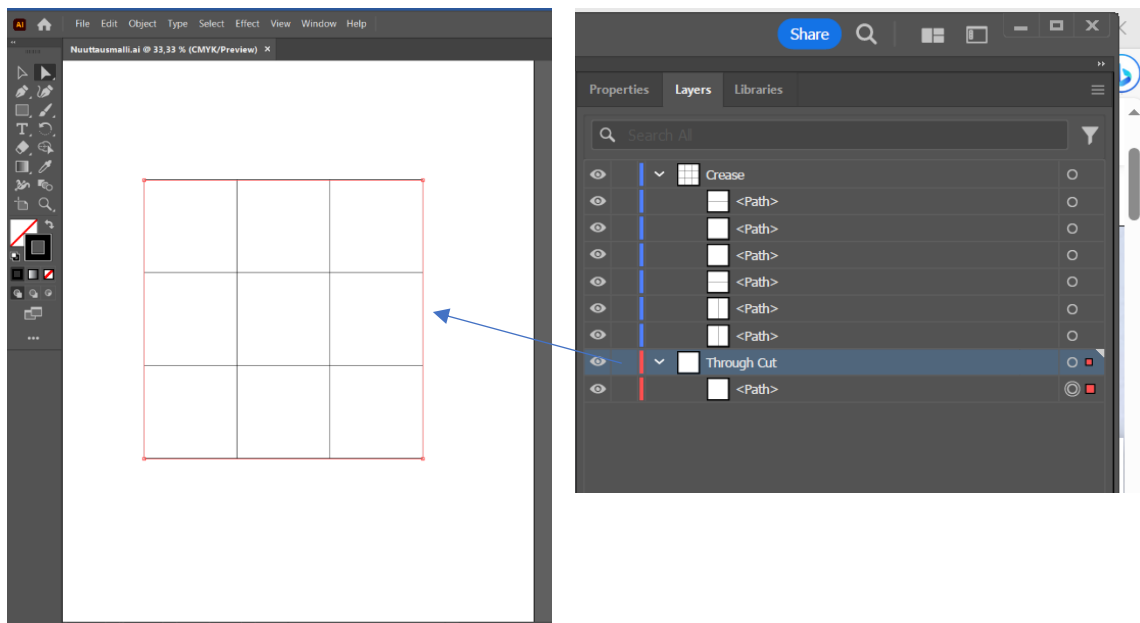 Ai File Edit Object Type Select Effect View Window Help
Nuuttausmalli.ai @ 33,33 % (CMYK/Preview) ×
Share
Properties Layers Libraries
Search All
Crease
<Path>
<Path>
<Path>
<Path>
<Path>
<Path>
Through Cut
<Path>